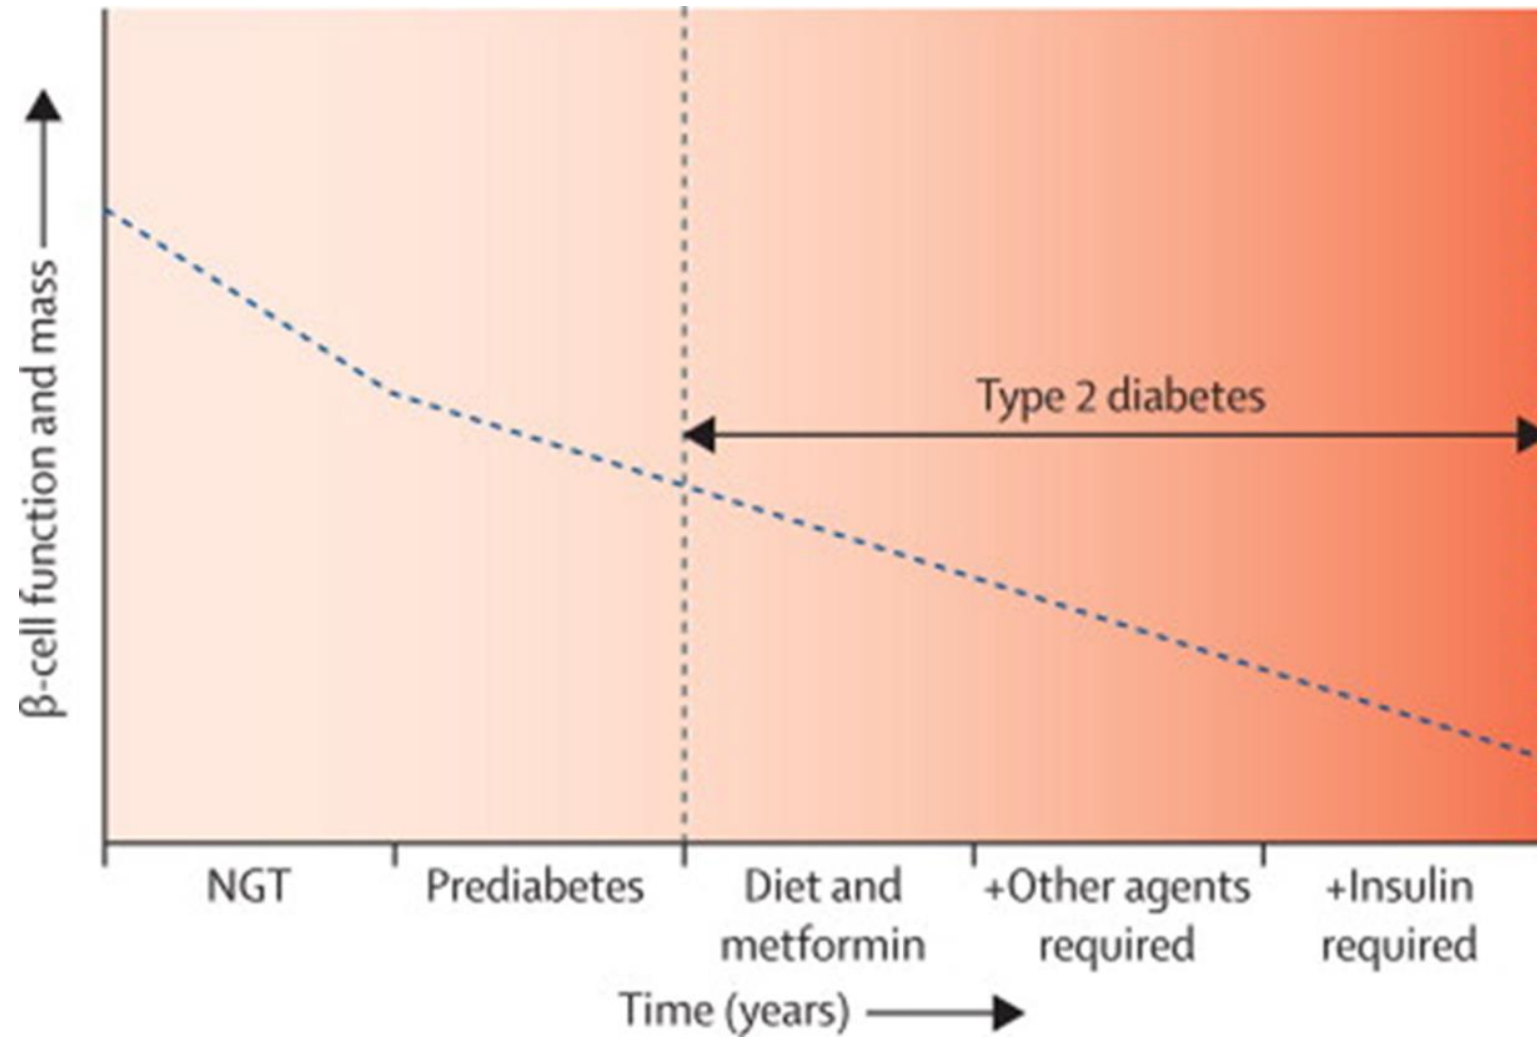 β-cell function and mass
Type 2 diabetes
NGT
Prediabetes
Diet and
metformin
+Other agents
required
+Insulin
required
Time (years)